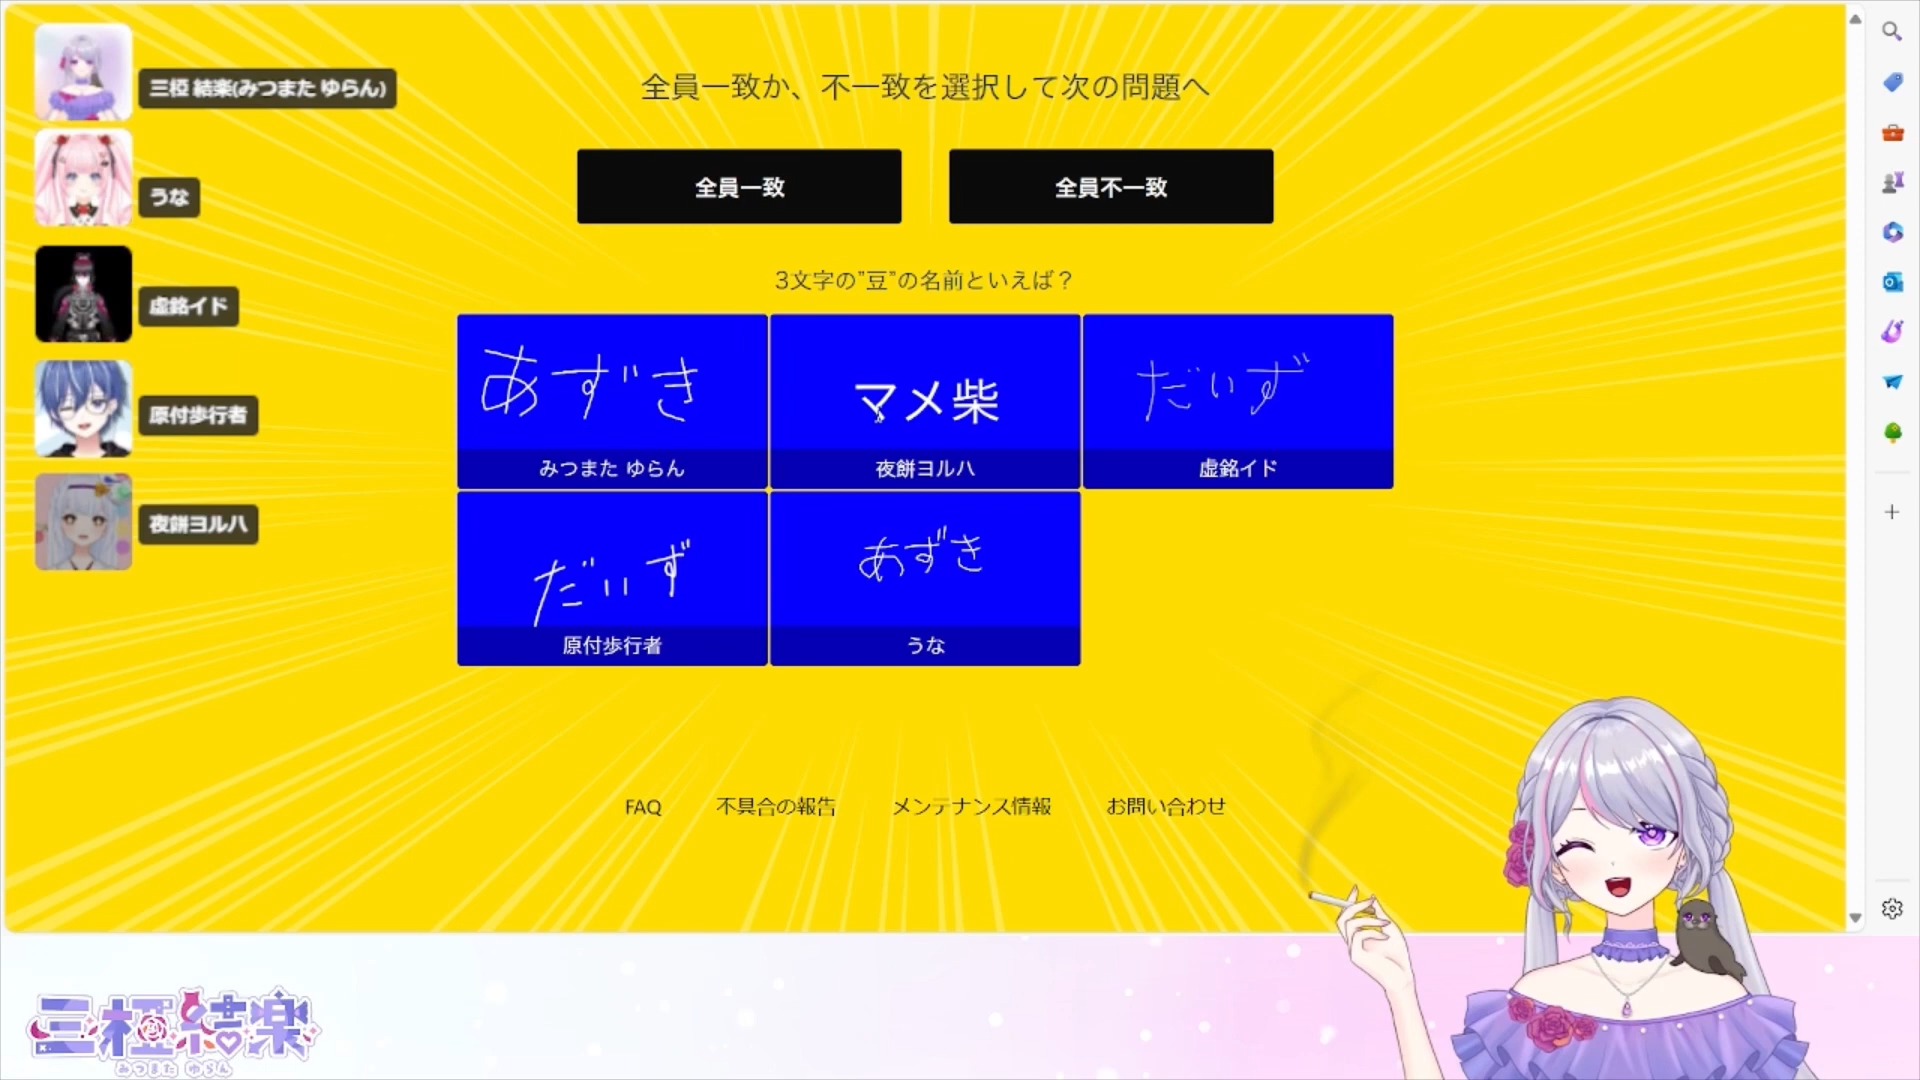 三椏 結楽(みつまた ゆらん)
うな
虚銘イド
原付歩行者
夜餅ヨルハ
全員一致か、不一致を選択して次の問題へ
全員一致
全員不一致
3文字の”豆”の名前といえば？
あずき
みつまた ゆらん
マメ柴
夜餅ヨルハ
だいず
虚銘イド
だいず
原付歩行者
あずき
うな
FAQ
不具合の報告
メンテナンス情報
お問い合わせ
三椏結楽
みつまた ゆらん